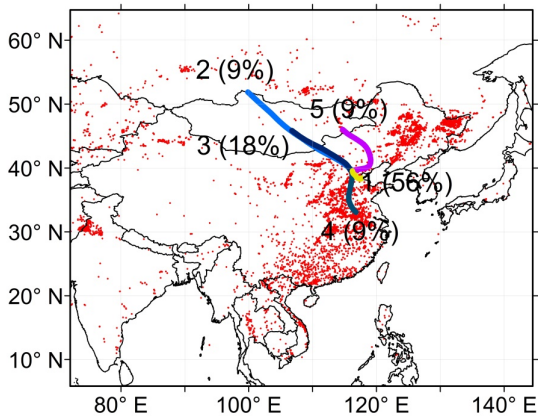 60° N
2 (9%)
50° N
5 (9%)
3 (18%)
40° N
1 (56%)
30° N
4 (9%)
20° N
10° N
80° E
100° E
120° E
140° E